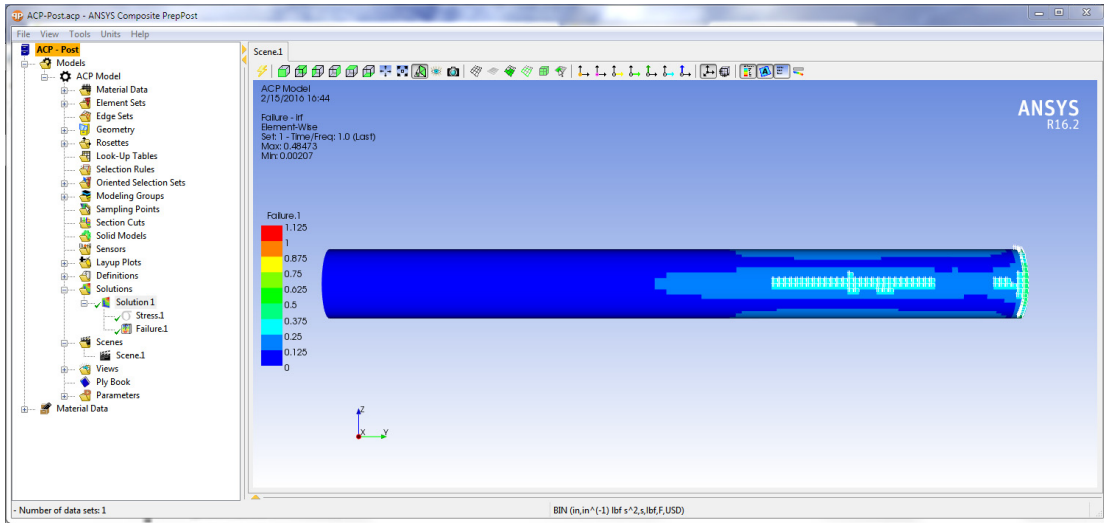 ACP-Post.acp - ANSYS Composite PrepPost
File View Tools Units Help
ACP - Post
Models
ACP Model
Material Data
Element Sets
Edge Sets
Geometry
Rosettes
Look-Up Tables
Selection Rules
Oriented Selection Sets
Modeling Groups
Sampling Points
Section Cuts
Solid Models
Sensors
Layup Plots
Definitions
Solutions
Solution 1
Stress.1
Failure.1
Scenes
Scene.1
Views
Ply Book
Parameters
Material Data
Scene.1
ACP Model
2/15/2016 16:44
Failure - irf
Element-Wise
Set: 1 - Time/Freq: 1.0 (Last)
Max: 0.48473
Min: 0.00207
ANSYS
R16.2
Failure.1
1.125
1
0.875
0.75
0.625
0.5
0.375
0.25
0.125
0
Z
X Y
- Number of data sets: 1
BIN (in,in^(-1) lbf s^2,s,lbf,F,USD)